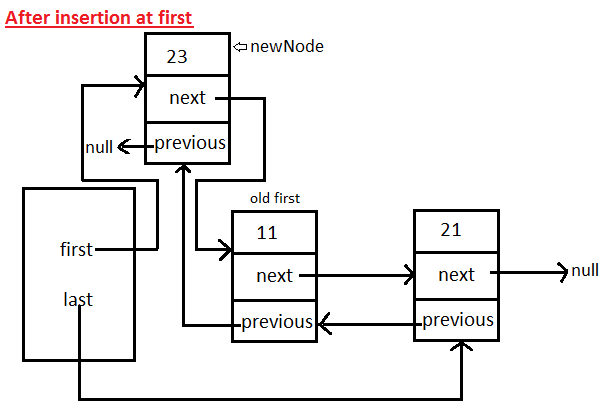 After insertion at first
23
newNode
next
null
previous
old first
11
21
first
next
next
null
last
previous
previous